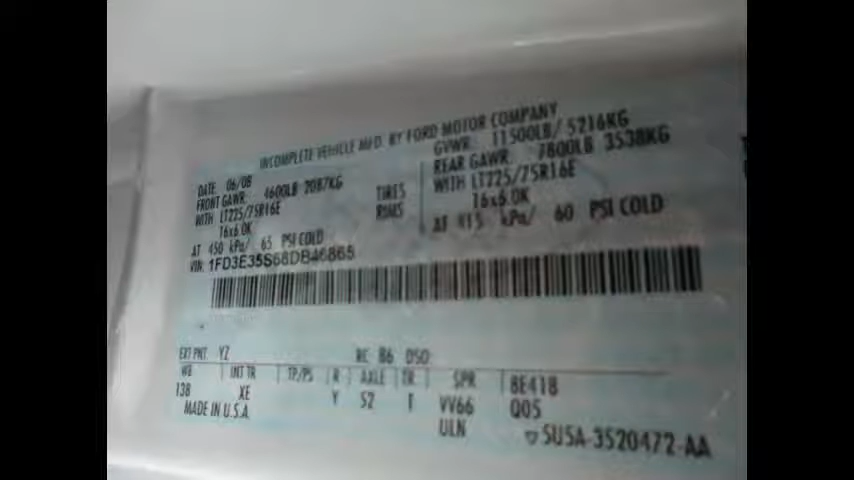 INCOMPLETE VEHICLE MFD. BY FORD MOTOR COMPANY
DATE 06/08 GVWR: 11500LB/ 5216KG
FRONT GAWR: 4600LB 2087KG REAR GAWR: 7800LB 3538KG
WITH LT225/75R16E TIRES WITH LT225/75R16E
16x6.0K RIMS 16x6.0K
AT 450 kPa/ 65 PSI COLD AT 415 kPa/ 60 PSI COLD
VIN: 1FD3E35S68DB46865
EXT PNT: YZ RC: 86 DSO:
WB INT TR TP/PS R AXLE TR SPR 8E418
138 XE Y 52 T VV66 Q05
MADE IN U.S.A. ULN
5U5A-3520472-AA